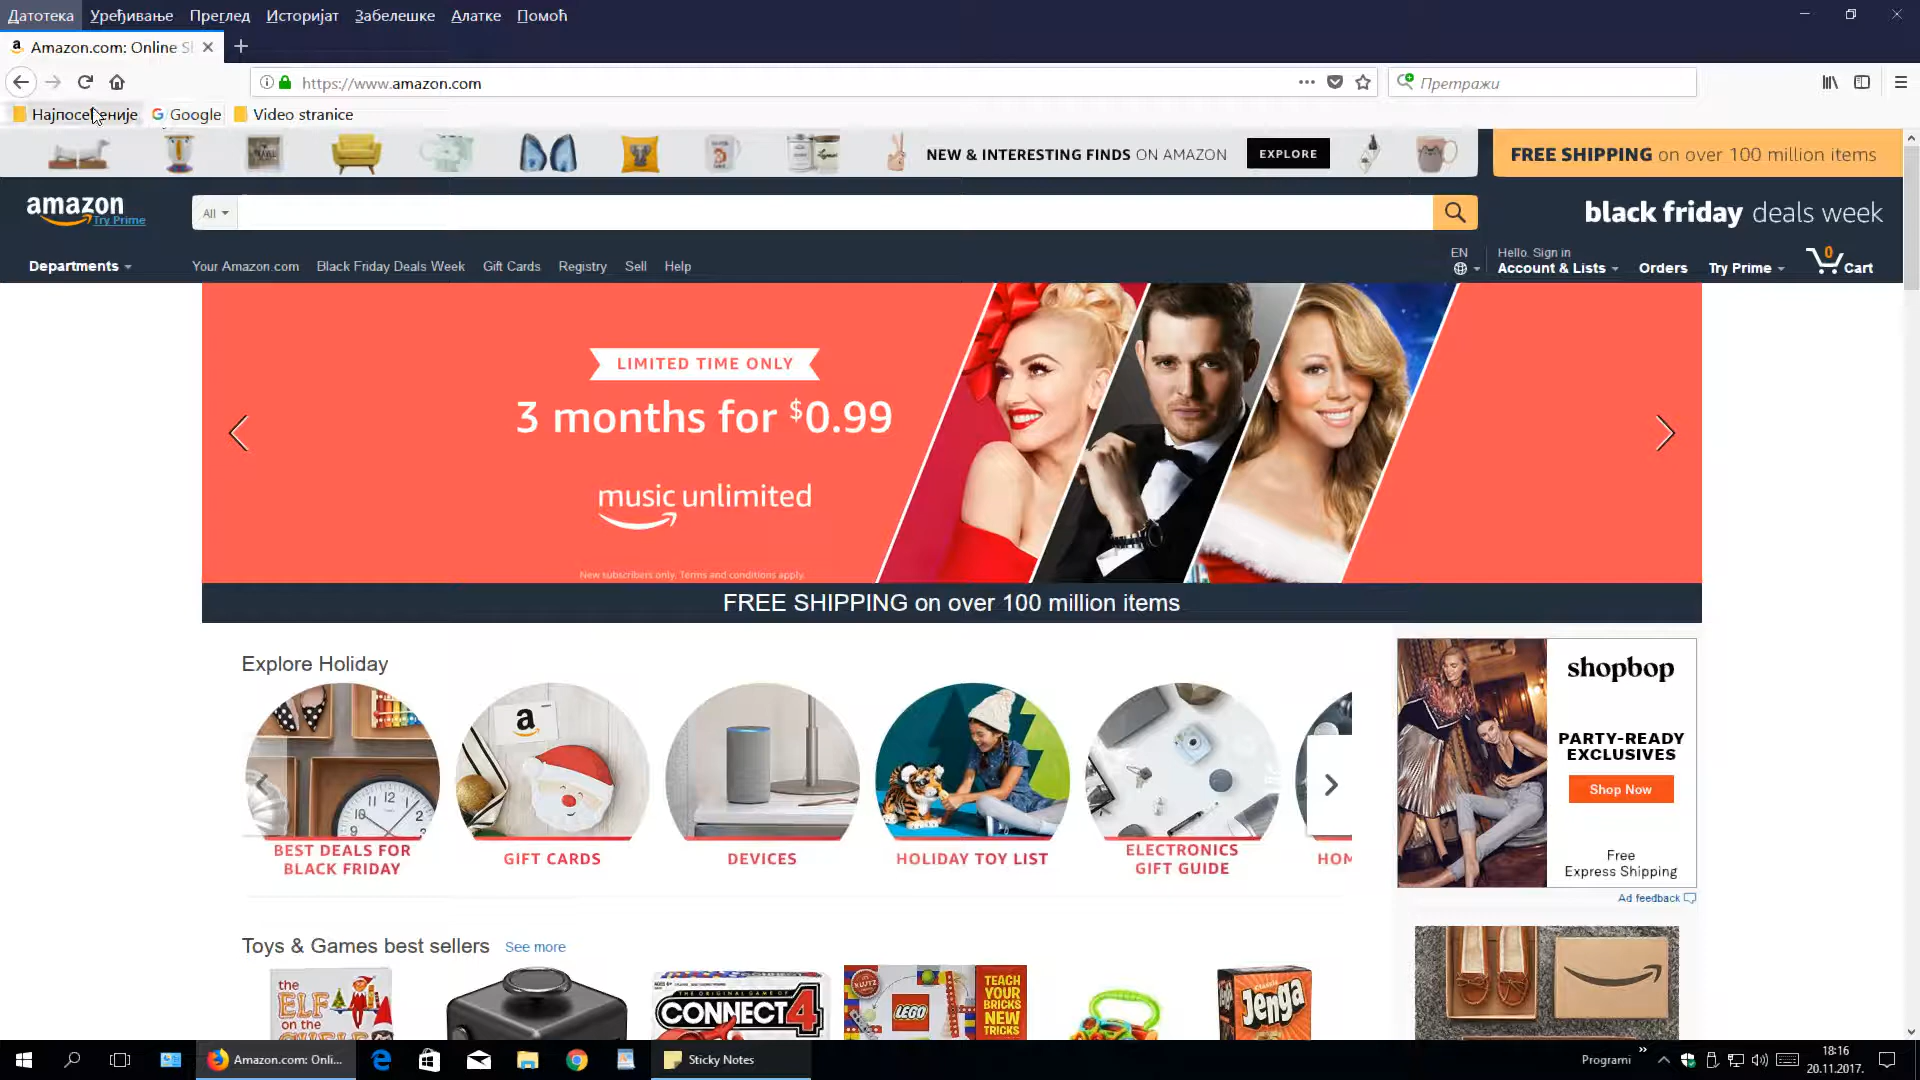 Датотека Уређивање Преглед Историјат Забелешке Алатке Помоћ
Amazon.com: Online S
https://www.amazon.com
Претражи
Најпосећеније Google Video stranice
NEW & INTERESTING FINDS ON AMAZON EXPLORE
FREE SHIPPING on over 100 million items
amazon
Try Prime
All
black friday deals week
Departments
Your Amazon.com Black Friday Deals Week Gift Cards Registry Sell Help
EN
Hello. Sign in
Account & Lists Orders Try Prime 0 Cart
LIMITED TIME ONLY
3 months for $0.99
music unlimited
New subscribers only. Terms and conditions apply.
FREE SHIPPING on over 100 million items
Explore Holiday
BEST DEALS FOR
BLACK FRIDAY
GIFT CARDS
DEVICES
HOLIDAY TOY LIST
ELECTRONICS
GIFT GUIDE
HOM
shopbop
PARTY-READY
EXCLUSIVES
Shop Now
Free
Express Shipping
Ad feedback
Toys & Games best sellers See more
the
ELF
on the
THE ORIGINAL GAME OF
CONNECT 4
KLUTZ
LEGO
TEACH
YOUR
BRICKS
NEW
TRICKS
Classic
Jenga
Amazon.com: Onli...
Sticky Notes
Programi
18:16
20.11.2017.